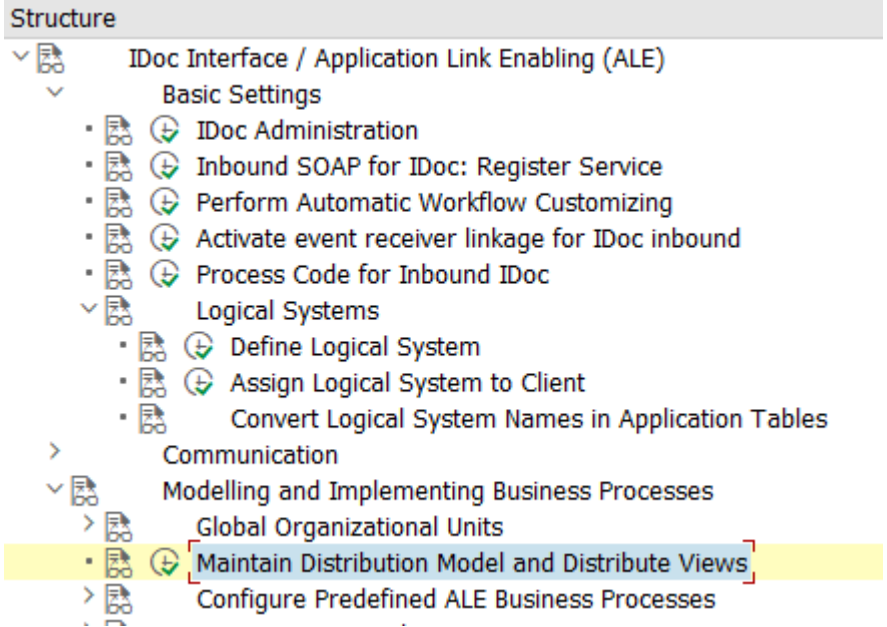 Structure
IDoc Interface / Application Link Enabling (ALE)
Basic Settings
IDoc Administration
Inbound SOAP for IDoc: Register Service
Perform Automatic Workflow Customizing
Activate event receiver linkage for IDoc inbound
Process Code for Inbound IDoc
Logical Systems
Define Logical System
Assign Logical System to Client
Convert Logical System Names in Application Tables
Communication
Modelling and Implementing Business Processes
Global Organizational Units
Maintain Distribution Model and Distribute Views
Configure Predefined ALE Business Processes